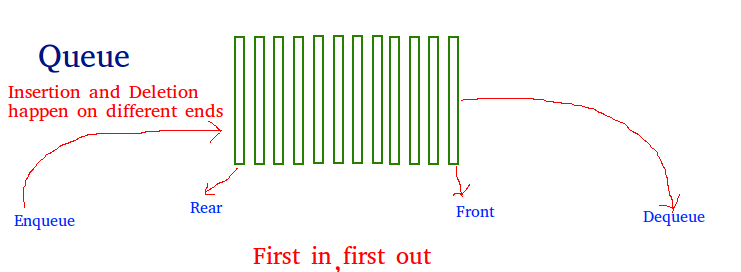 Queue
Insertion and Deletion
happen on different ends
Enqueue
Rear
Front
Dequeue
First in,first out